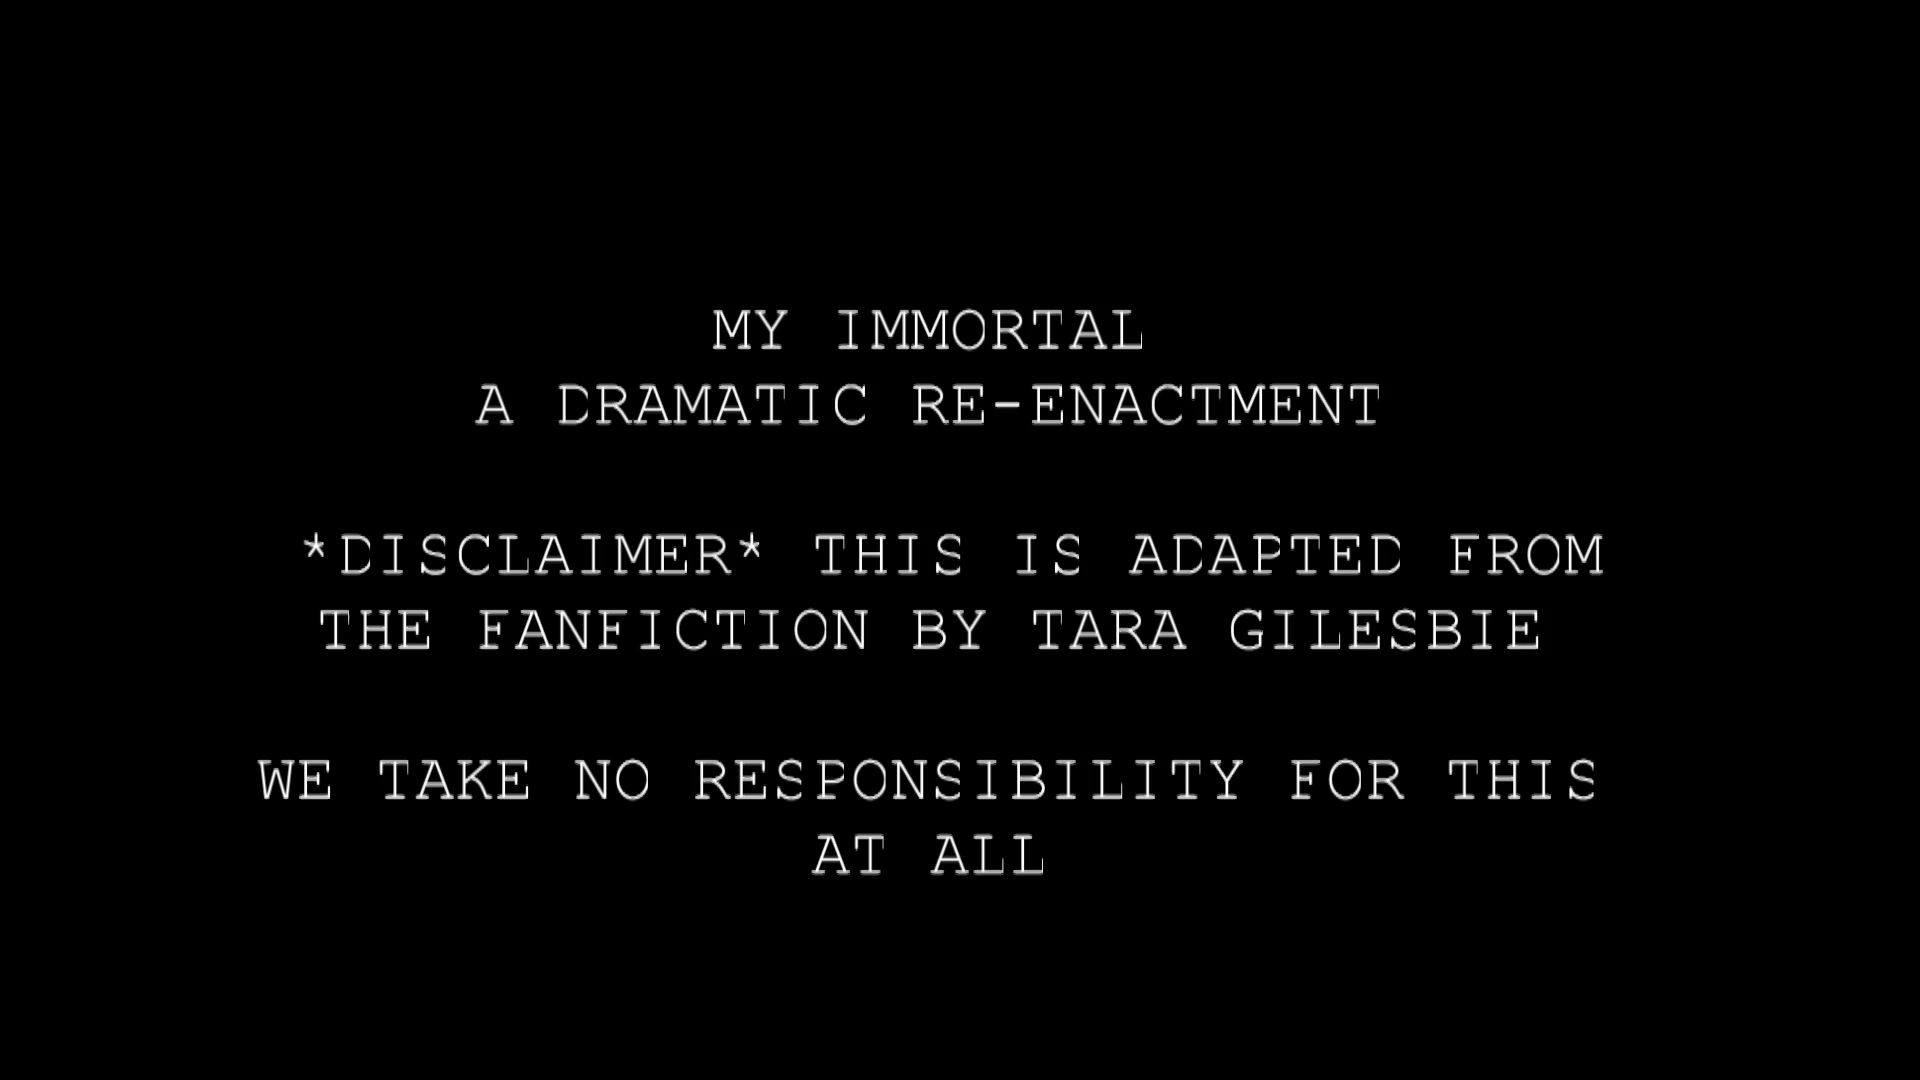 MY IMMORTAL
A DRAMATIC RE-ENACTMENT
*DISCLAIMER* THIS IS ADAPTED FROM
THE FANFICTION BY TARA GILESBIE
WE TAKE NO RESPONSIBILITY FOR THIS
AT ALL